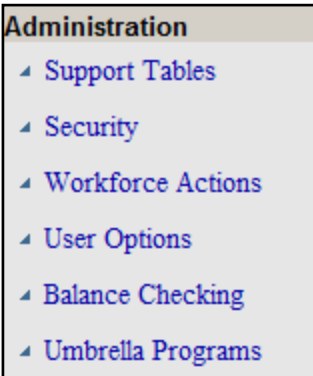 Administration
Support Tables
Security
Workforce Actions
User Options
Balance Checking
Umbrella Programs